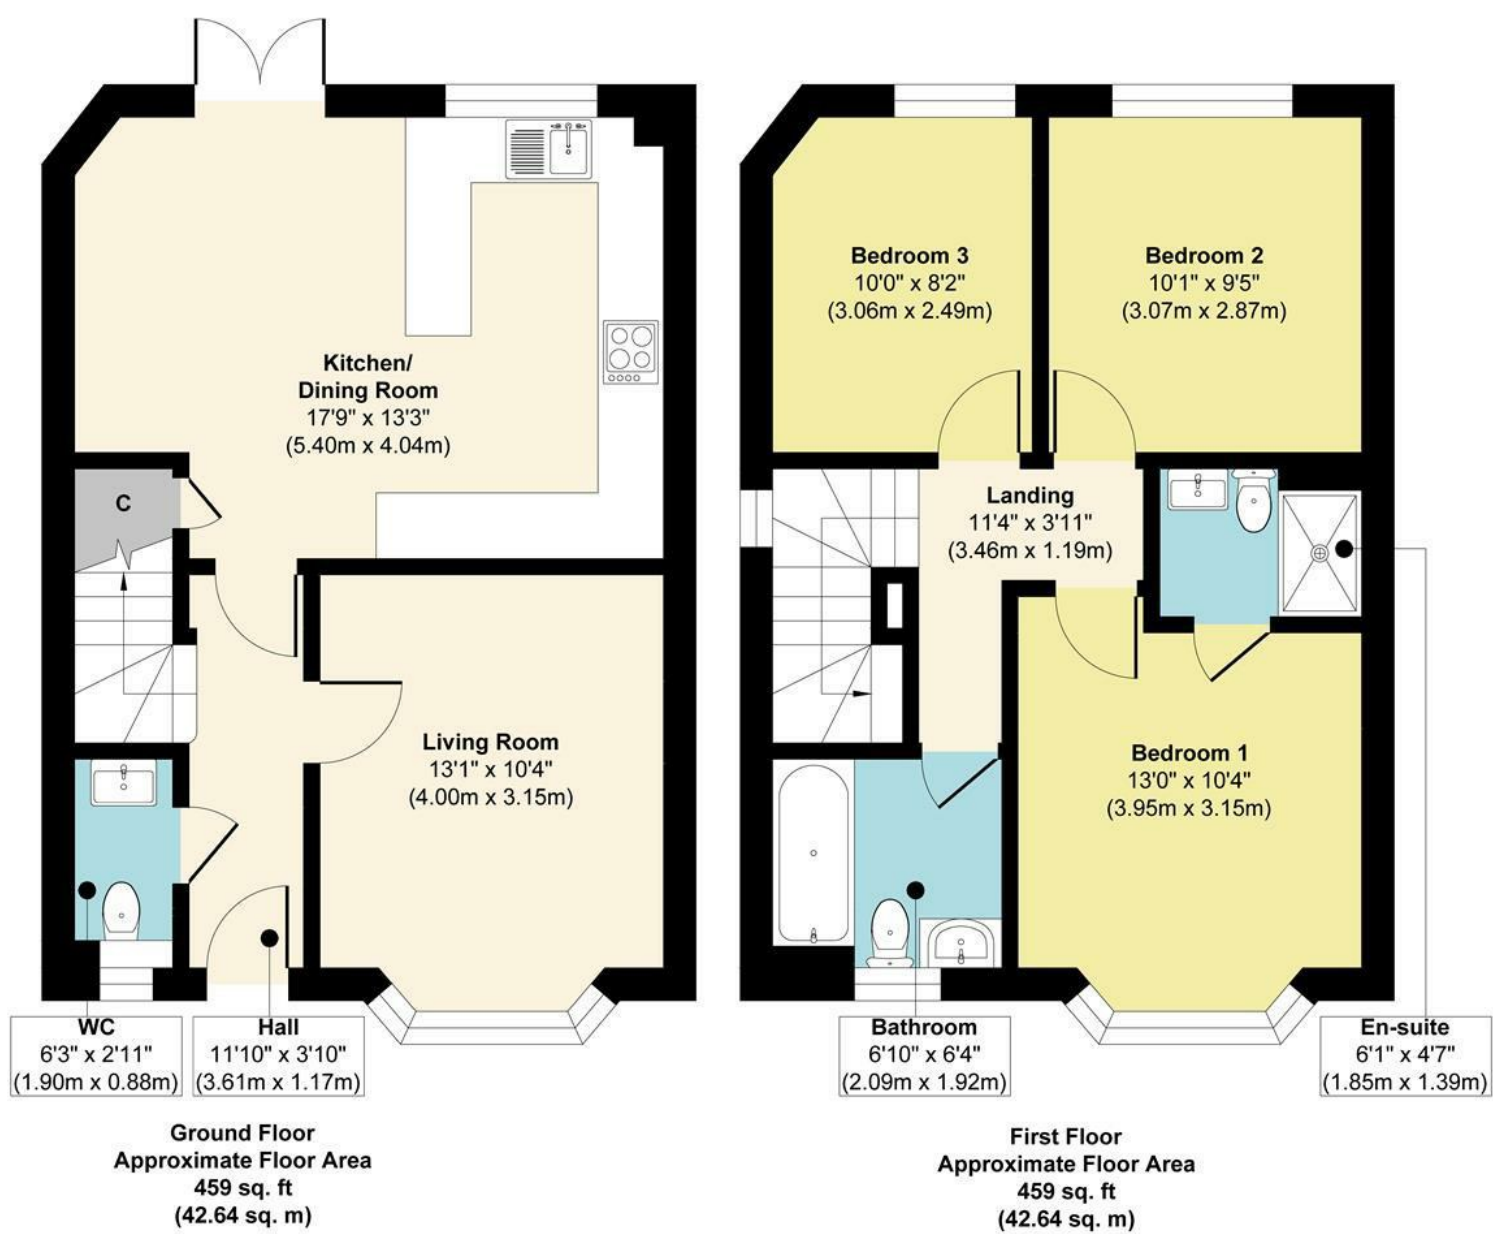 Kitchen/
Dining Room
17'9" x 13'3"
(5.40m x 4.04m)
C
Living Room
13'1" x 10'4"
(4.00m x 3.15m)
WC
6'3" x 2'11"
(1.90m x 0.88m)
Hall
11'10" x 3'10"
(3.61m x 1.17m)
Ground Floor
Approximate Floor Area
459 sq. ft
(42.64 sq. m)
Bedroom 3
10'0" x 8'2"
(3.06m x 2.49m)
Bedroom 2
10'1" x 9'5"
(3.07m x 2.87m)
Landing
11'4" x 3'11"
(3.46m x 1.19m)
Bedroom 1
13'0" x 10'4"
(3.95m x 3.15m)
Bathroom
6'10" x 6'4"
(2.09m x 1.92m)
En-suite
6'1" x 4'7"
(1.85m x 1.39m)
First Floor
Approximate Floor Area
459 sq. ft
(42.64 sq. m)